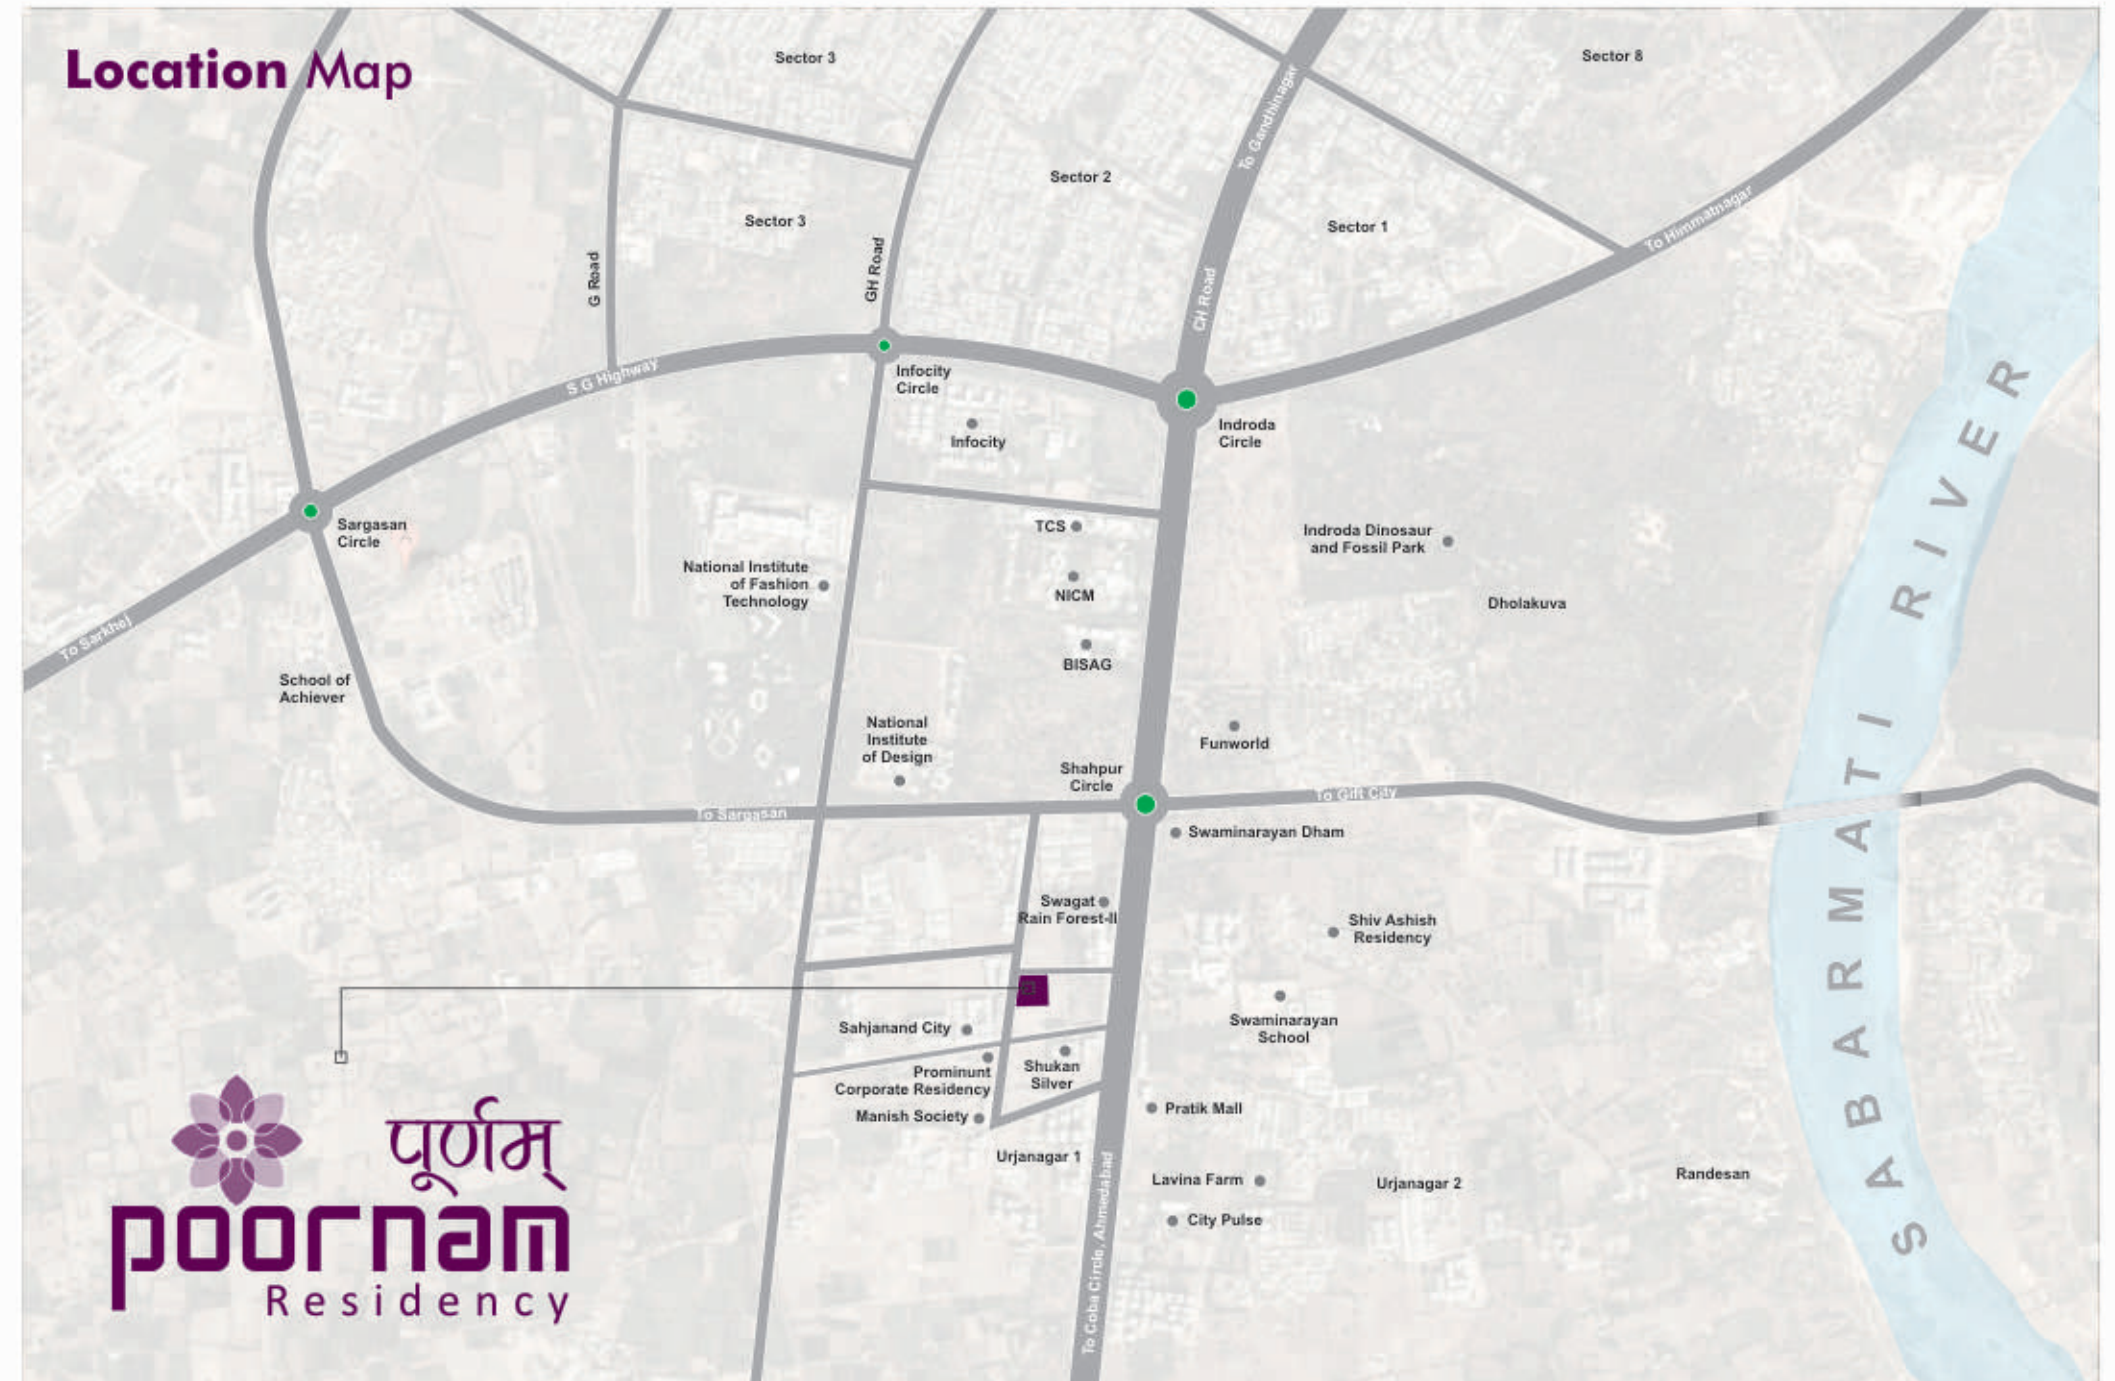 Location Map
Sector 3
Sector 8
To Gandhinagar
Sector 2
To Himmatnagar
Sector 3
Sector 1
G Road
GH Road
CH Road
S G Highway
Infocity
Circle
Infocity
Indroda
Circle
Sargasan
Circle
TCS
Indroda Dinosaur
and Fossil Park
National Institute
of Fashion
Technology
NICM
Dholakuva
To Sarkhej
BISAG
School of
Achiever
National
Institute
of Design
Funworld
Shahpur
Circle
To Sargasan
To Gift City
Swaminarayan Dham
SABARMATI RIVER
Swagat
Rain Forest-II
Shiv Ashish
Residency
Swaminarayan
School
Sahjanand City
Prominunt
Corporate Residency
Shukan
Silver
Manish Society
Pratik Mall
Urjanagar 1
Lavina Farm
Urjanagar 2
Randesan
City Pulse
To Coba Circle, Ahmedabad
पूर्णम्
poornam
Residency